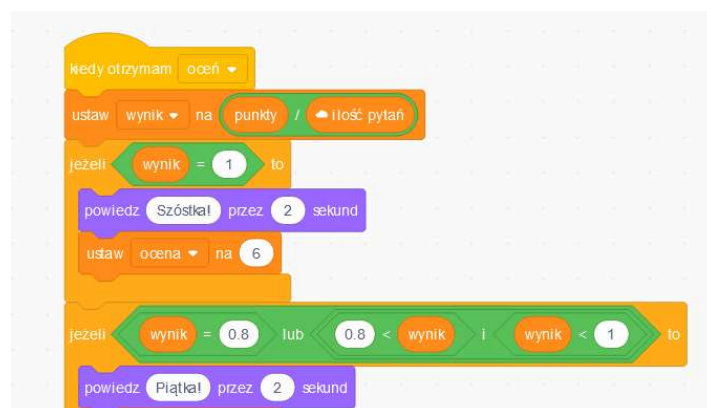 kiedy otrzymam oceń
ustaw wynik na punkty / ilość pytań
jeżeli wynik = 1 to
powiedz Szóstka! przez 2 sekund
ustaw ocena na 6
jeżeli wynik = 0.8 lub 0.8 < wynik i wynik < 1 to
powiedz Piątka! przez 2 sekund